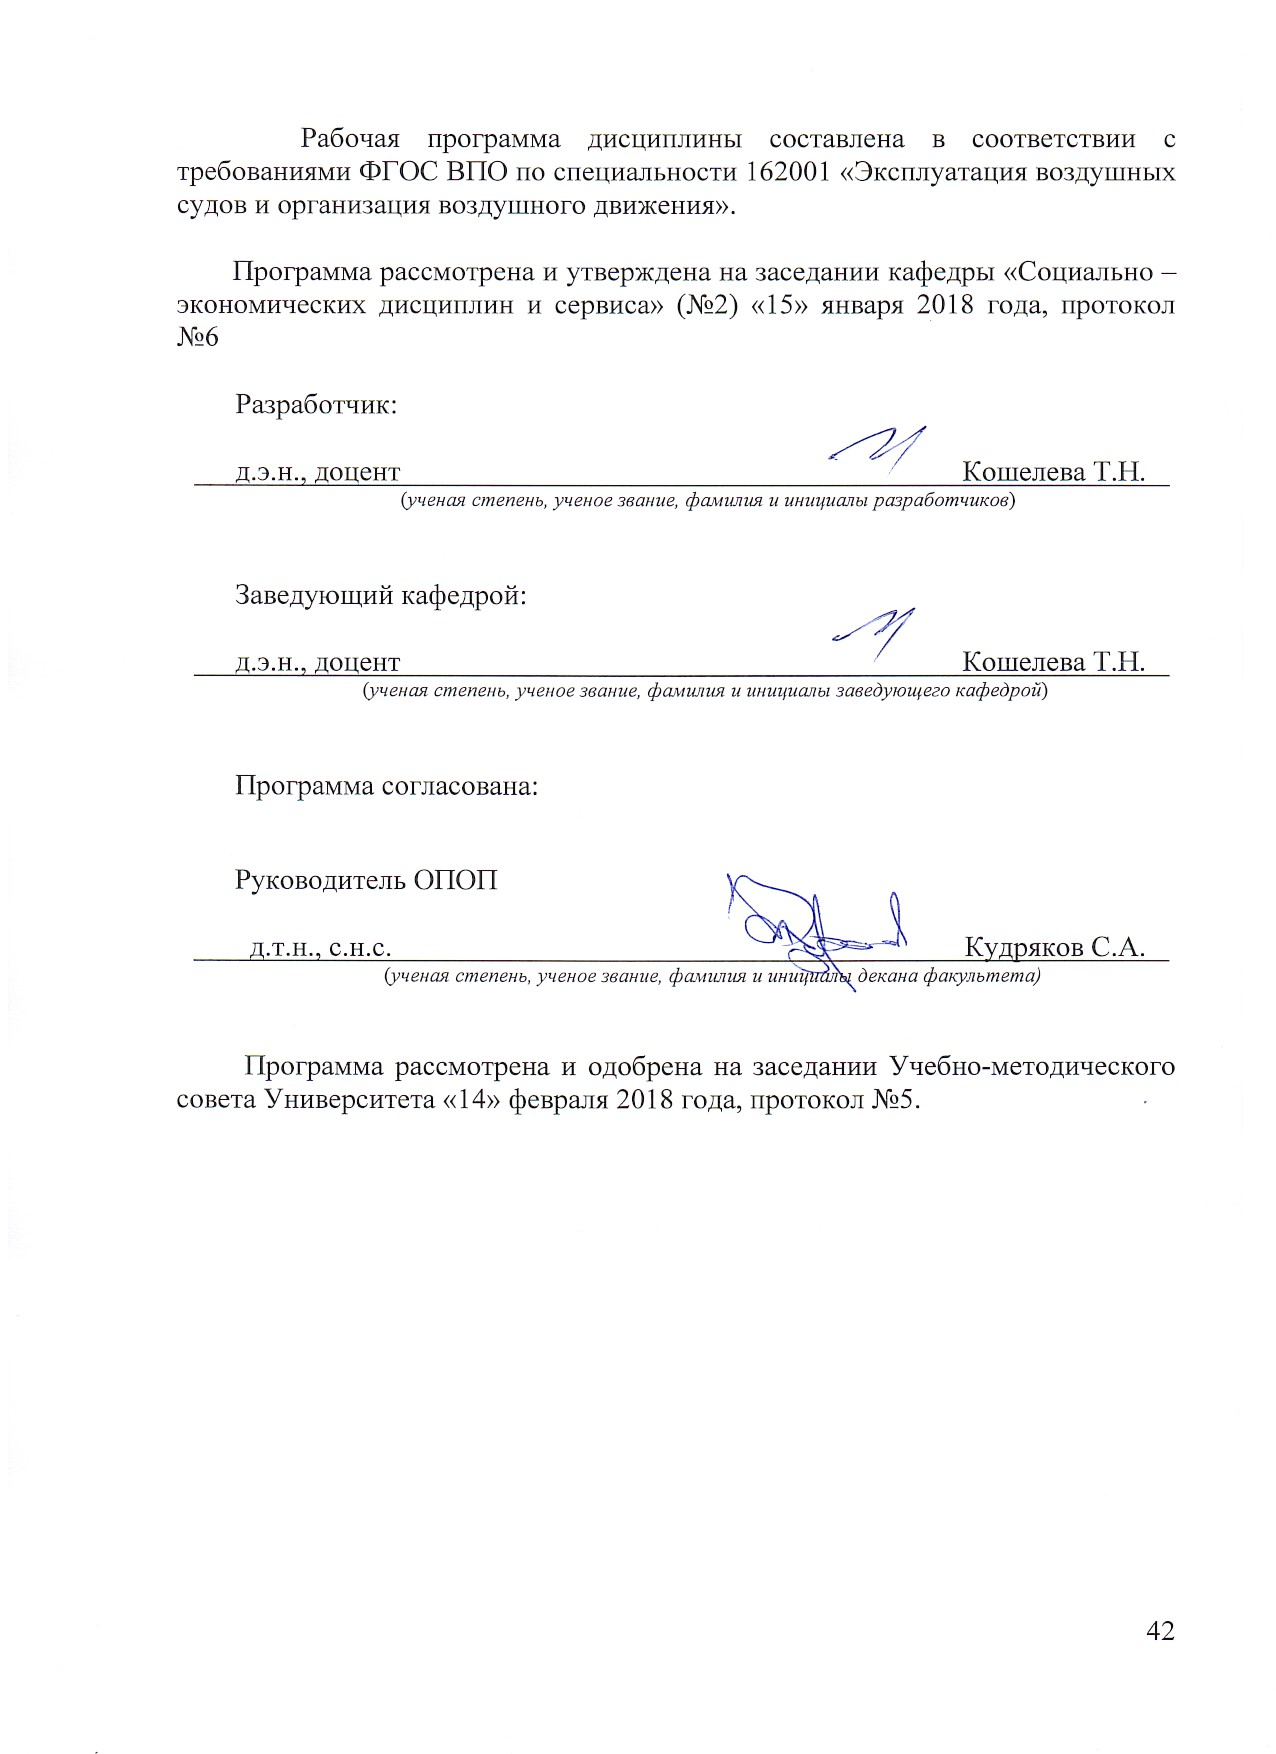 Рабочая программа дисциплины составлена в соответствии с
требованиями ФГОС ВПО по специальности 162001 «Эксплуатация воздушных
судов и организация воздушного движения».
Программа рассмотрена и утверждена на заседании кафедры «Социально –
экономических дисциплин и сервиса» (№2) «15» января 2018 года, протокол
№6
Разработчик:
д.э.н., доцент Кошелева Т.Н.
(ученая степень, ученое звание, фамилия и инициалы разработчиков)
Заведующий кафедрой:
д.э.н., доцент Кошелева Т.Н.
(ученая степень, ученое звание, фамилия и инициалы заведующего кафедрой)
Программа согласована:
Руководитель ОПОП
д.т.н., с.н.с. Кудряков С.А.
(ученая степень, ученое звание, фамилия и инициалы декана факультета)
Программа рассмотрена и одобрена на заседании Учебно-методического
совета Университета «14» февраля 2018 года, протокол №5.
42